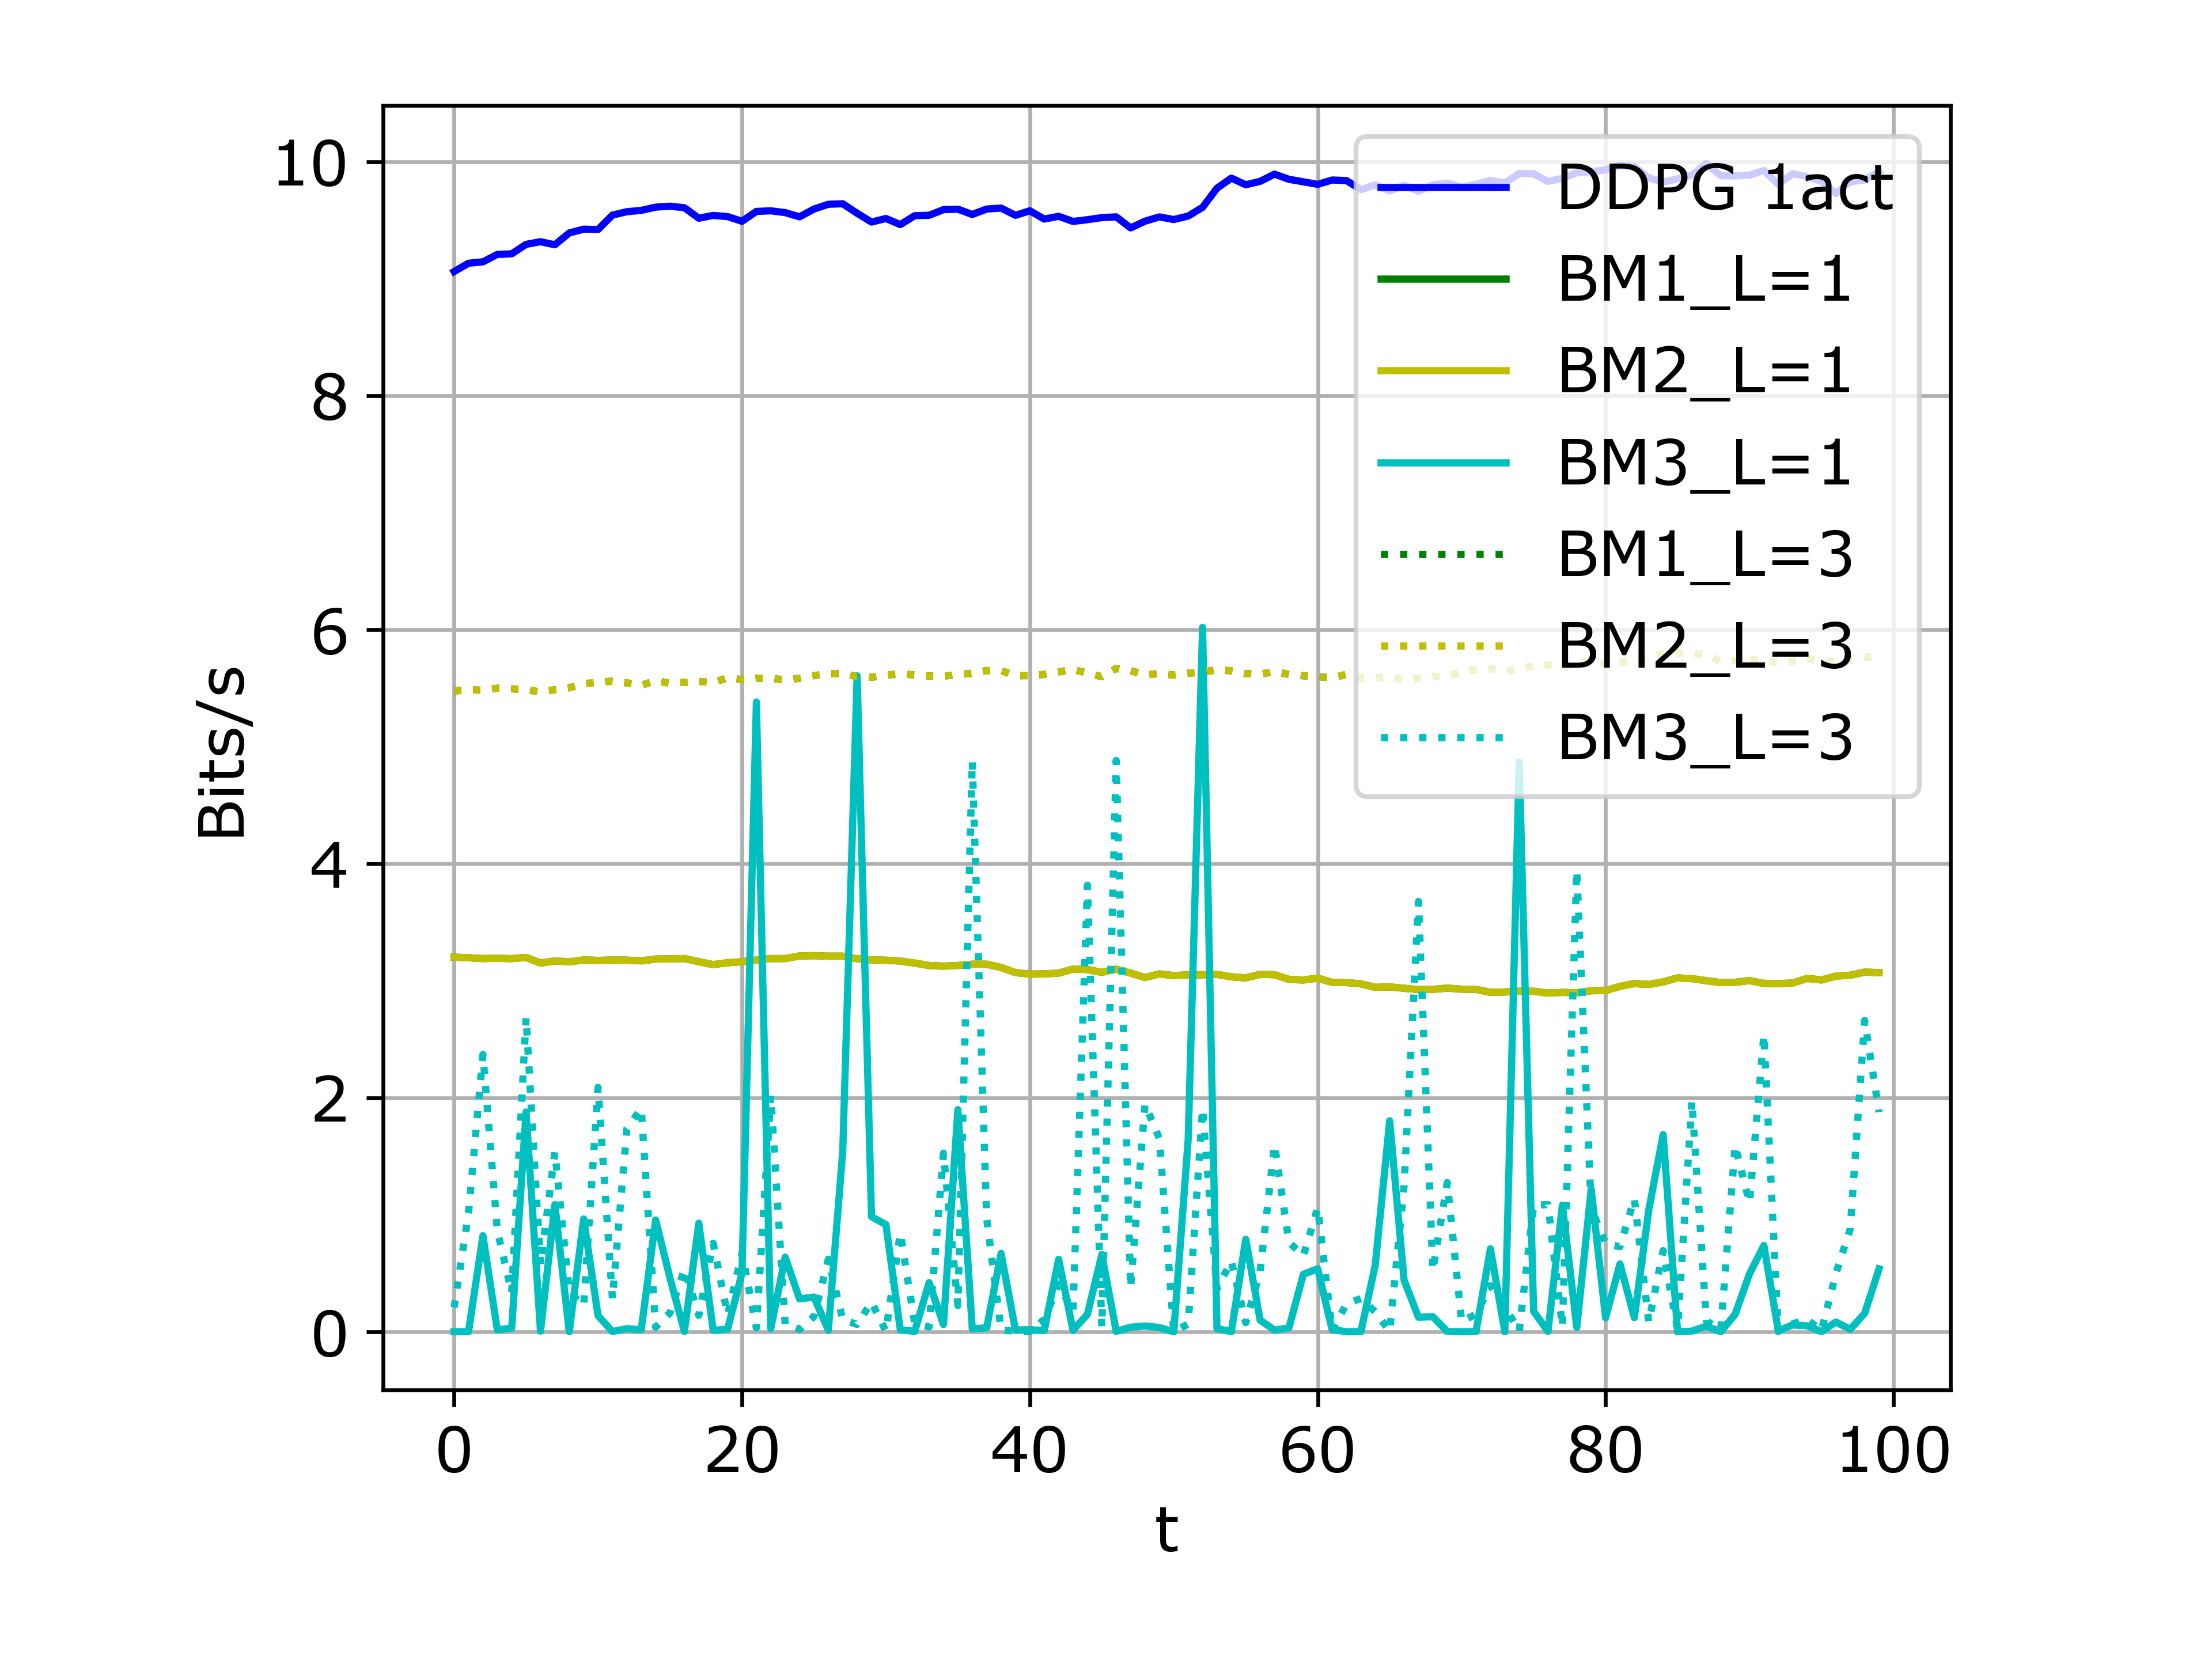 10
8
6
4
2
0
Bits/s
DDPG 1act
BM1_L=1
BM2_L=1
BM3_L=1
BM1_L=3
BM2_L=3
BM3_L=3
0 20 40 60 80 100
t